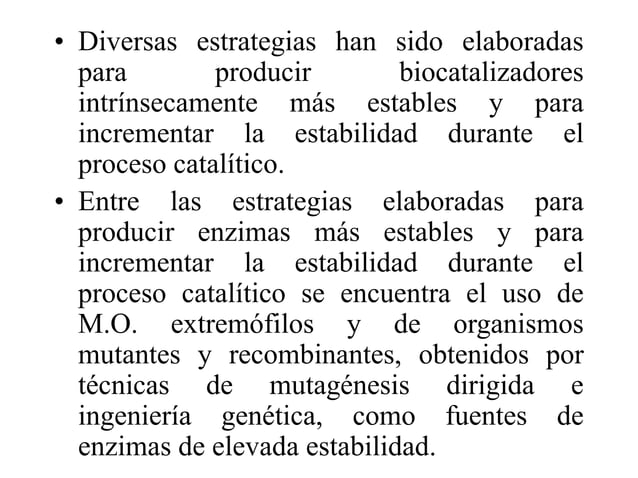 • Diversas estrategias han sido elaboradas
para producir biocatalizadores
intrínsecamente más estables y para
incrementar la estabilidad durante el
proceso catalítico.
• Entre las estrategias elaboradas para
producir enzimas más estables y para
incrementar la estabilidad durante el
proceso catalítico se encuentra el uso de
M.O. extremófilos y de organismos
mutantes y recombinantes, obtenidos por
técnicas de mutagénesis dirigida e
ingeniería genética, como fuentes de
enzimas de elevada estabilidad.